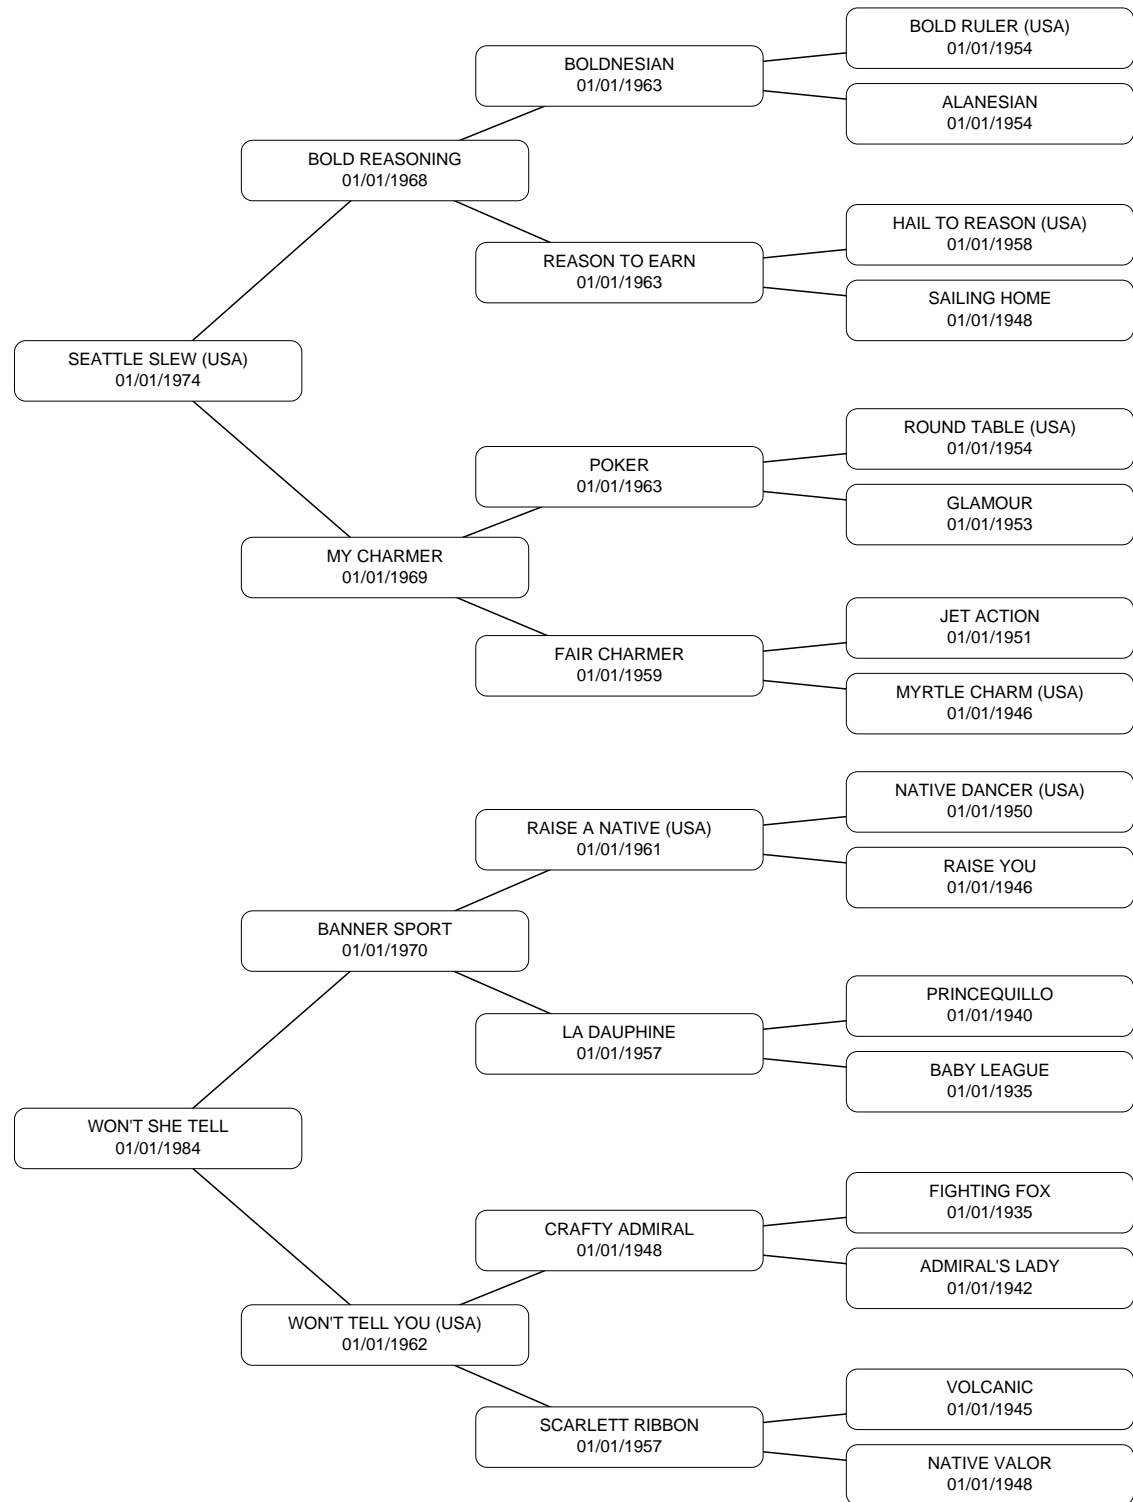 BOLD RULER (USA)
01/01/1954
BOLDNESIAN
01/01/1963
ALANESIAN
01/01/1954
BOLD REASONING
01/01/1968
HAIL TO REASON (USA)
01/01/1958
REASON TO EARN
01/01/1963
SAILING HOME
01/01/1948
SEATTLE SLEW (USA)
01/01/1974
ROUND TABLE (USA)
01/01/1954
POKER
01/01/1963
GLAMOUR
01/01/1953
MY CHARMER
01/01/1969
JET ACTION
01/01/1951
FAIR CHARMER
01/01/1959
MYRTLE CHARM (USA)
01/01/1946
NATIVE DANCER (USA)
01/01/1950
RAISE A NATIVE (USA)
01/01/1961
RAISE YOU
01/01/1946
BANNER SPORT
01/01/1970
PRINCEQUILLO
01/01/1940
LA DAUPHINE
01/01/1957
BABY LEAGUE
01/01/1935
WON'T SHE TELL
01/01/1984
FIGHTING FOX
01/01/1935
CRAFTY ADMIRAL
01/01/1948
ADMIRAL'S LADY
01/01/1942
WON'T TELL YOU (USA)
01/01/1962
VOLCANIC
01/01/1945
SCARLETT RIBBON
01/01/1957
NATIVE VALOR
01/01/1948